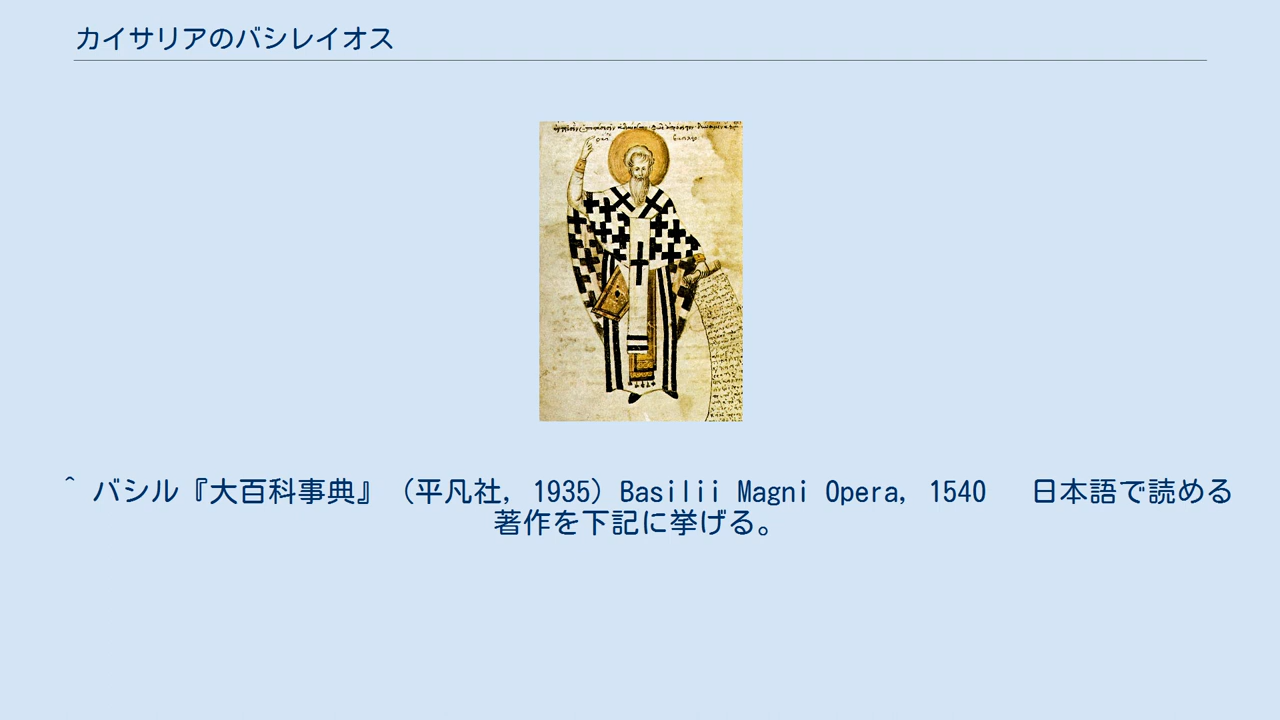 カイサリアのバシレイオス
^ バシル『大百科事典』（平凡社, 1935）Basilii Magni Opera, 1540　 日本語で読める
著作を下記に挙げる。